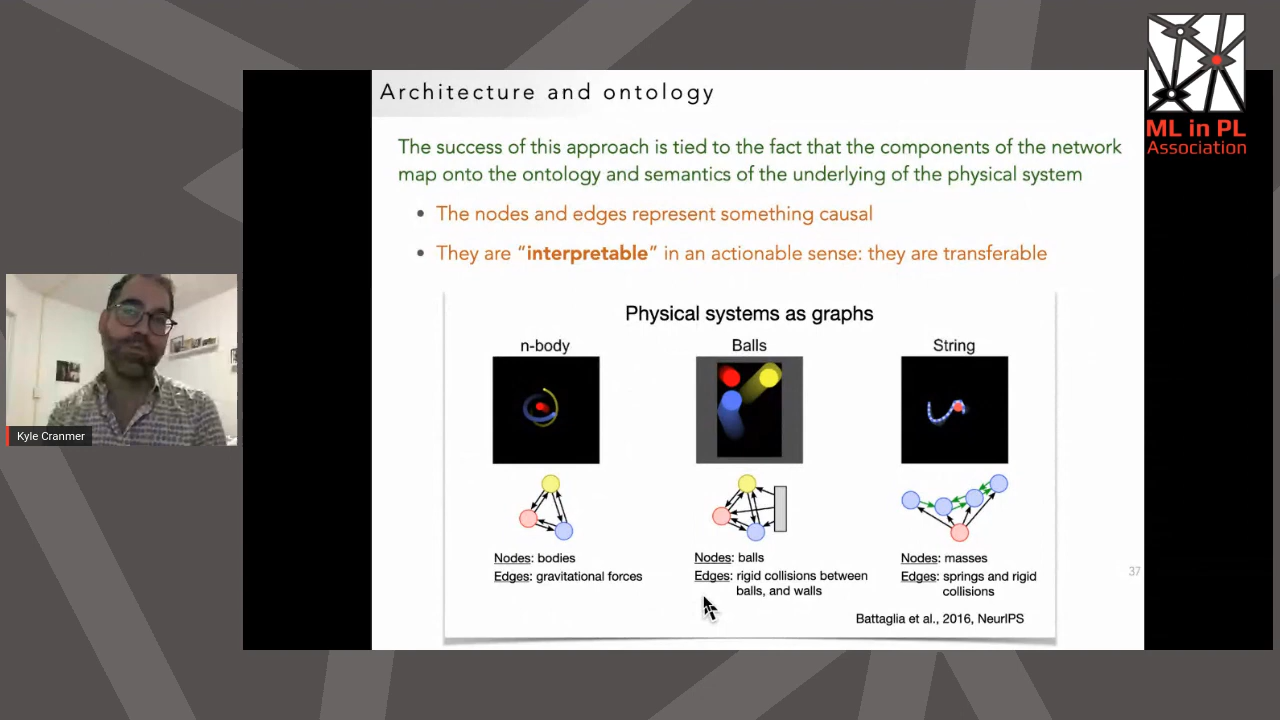 Architecture and ontology
ML in PL
Association
The success of this approach is tied to the fact that the components of the network
map onto the ontology and semantics of the underlying of the physical system
• The nodes and edges represent something causal
• They are “interpretable” in an actionable sense: they are transferable
Physical systems as graphs
n-body
Balls
String
Nodes: bodies
Edges: gravitational forces
Nodes: balls
Edges: rigid collisions between
balls, and walls
Nodes: masses
Edges: springs and rigid
collisions
Battaglia et al., 2016, NeurIPS
37
Kyle Cranmer